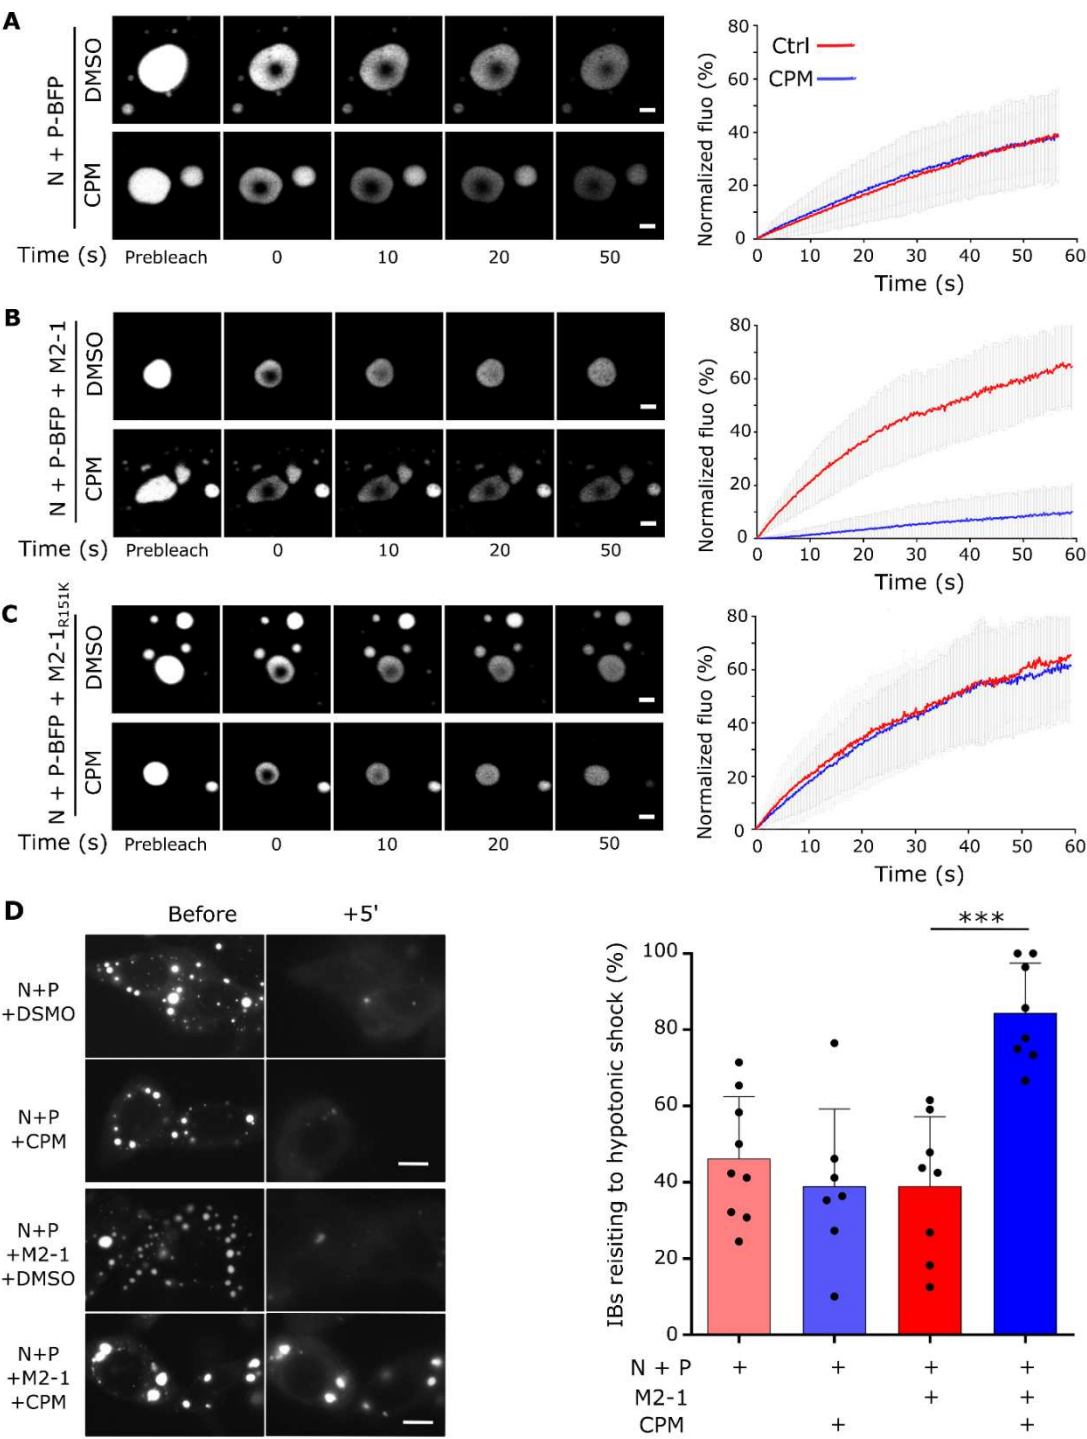 A
N + P-BFP
DMSO
CPM
Time (s) Prebleach 0 10 20 50
Normalized fluo (%)
80
60
40
20
0
Ctrl
CPM
0 10 20 30 40 50 60
Time (s)
B
N + P-BFP + M2-1
DMSO
CPM
Time (s) Prebleach 0 10 20 50
Normalized fluo (%)
80
60
40
20
0
0 10 20 30 40 50 60
Time (s)
C
N + P-BFP + M2-1R151K
DMSO
CPM
Time (s) Prebleach 0 10 20 50
Normalized fluo (%)
80
60
40
20
0
0 10 20 30 40 50 60
Time (s)
D
Before +5'
N+P
+DSMO
N+P
+CPM
N+P
+M2-1
+DMSO
N+P
+M2-1
+CPM
IBs reisiting to hypotonic shock (%)
100
80
60
40
20
0
***
N + P + + + +
M2-1 + +
CPM + +